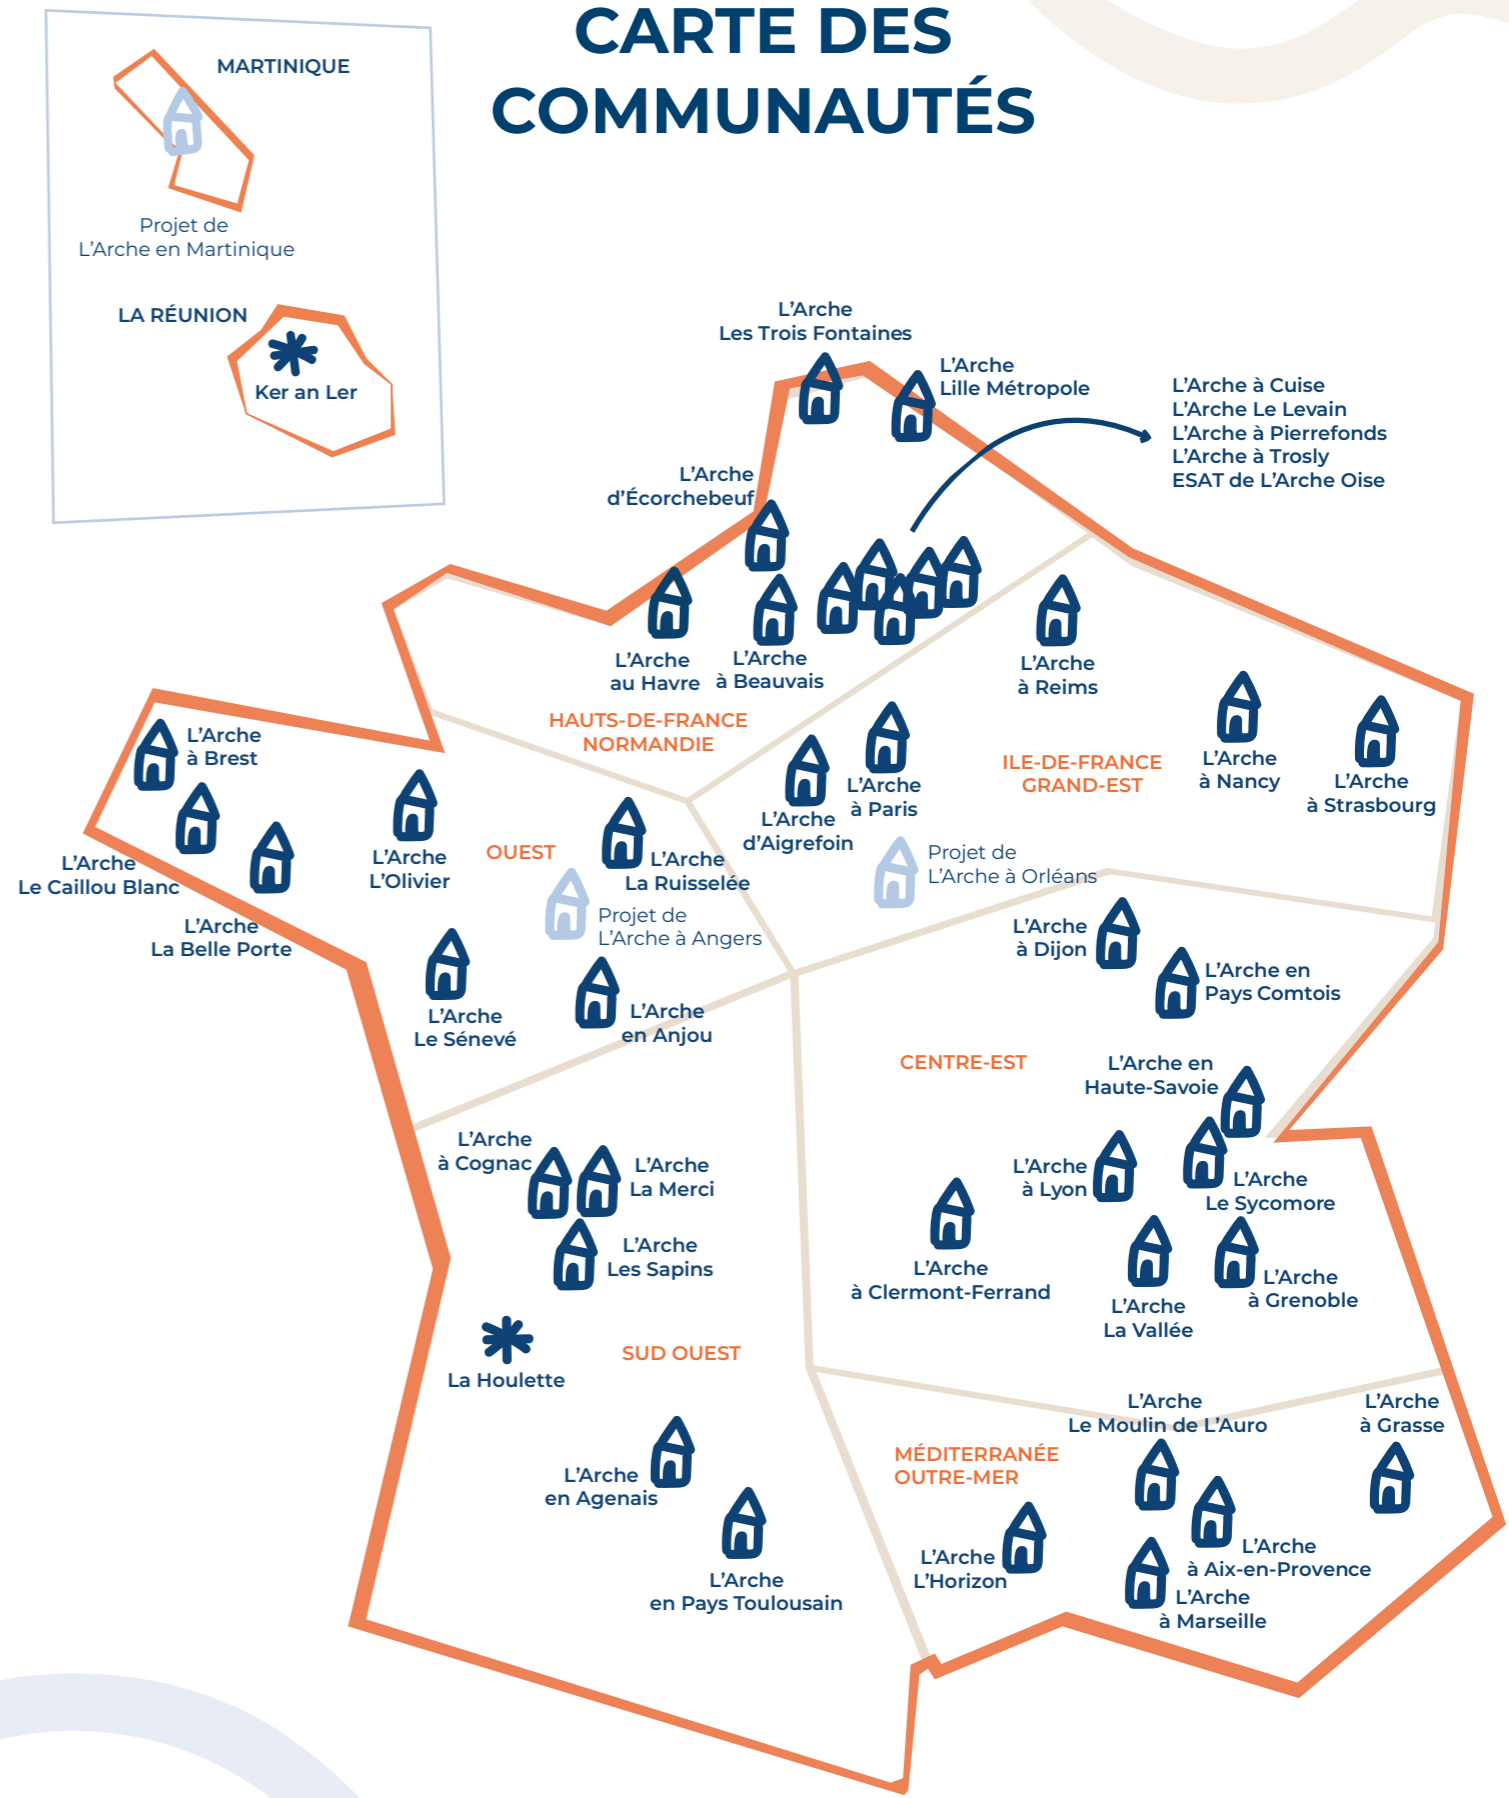 CARTE DES
COMMUNAUTÉS
MARTINIQUE
Projet de
L'Arche en Martinique
LA RÉUNION
Ker an Ler
L'Arche
Les Trois Fontaines
L'Arche
Lille Métropole
L'Arche à Cuise
L'Arche Le Levain
L'Arche à Pierrefonds
L'Arche à Trosly
ESAT de L'Arche Oise
L'Arche
d'Écorchebeuf
L'Arche
au Havre
L'Arche
à Beauvais
L'Arche
à Reims
HAUTS-DE-FRANCE
NORMANDIE
L'Arche
à Brest
L'Arche
Le Caillou Blanc
L'Arche
La Belle Porte
L'Arche
L'Olivier
OUEST
L'Arche
La Ruisselée
Projet de
L'Arche à Angers
L'Arche
Le Sénevé
L'Arche
en Anjou
L'Arche
d'Aigrefoin
L'Arche
à Paris
ILE-DE-FRANCE
GRAND-EST
L'Arche
à Nancy
L'Arche
à Strasbourg
Projet de
L'Arche à Orléans
L'Arche
à Dijon
L'Arche en
Pays Comtois
CENTRE-EST
L'Arche en
Haute-Savoie
L'Arche
à Lyon
L'Arche
Le Sycomore
L'Arche
à Clermont-Ferrand
L'Arche
La Vallée
L'Arche
à Grenoble
L'Arche
à Cognac
L'Arche
La Merci
L'Arche
Les Sapins
La Houlette
SUD OUEST
L'Arche
en Agenais
L'Arche
en Pays Toulousain
MÉDITERRANÉE
OUTRE-MER
L'Arche
Le Moulin de L'Auro
L'Arche
à Grasse
L'Arche
L'Horizon
L'Arche
à Aix-en-Provence
L'Arche
à Marseille